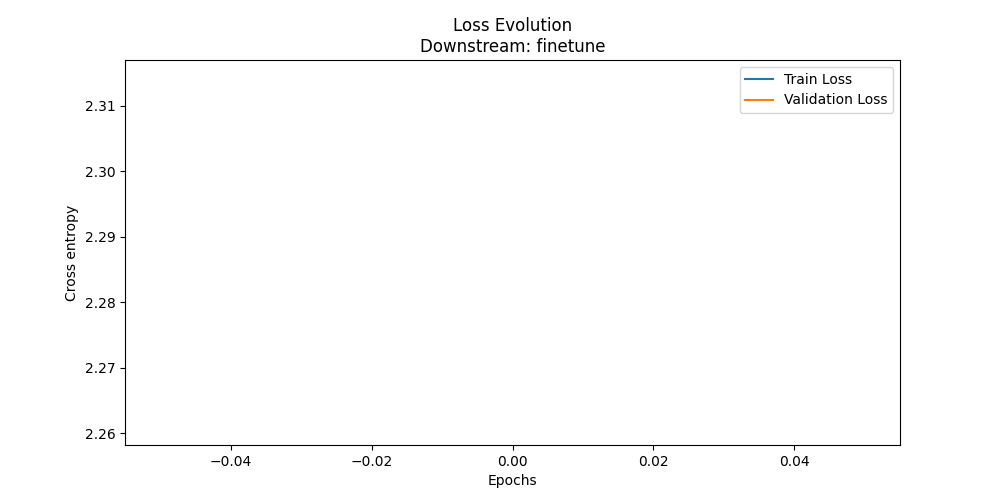 Loss Evolution
Downstream: finetune
Train Loss
Validation Loss
2.31
2.30
2.29
2.28
2.27
2.26
Cross entropy
−0.04
−0.02
0.00
0.02
0.04
Epochs